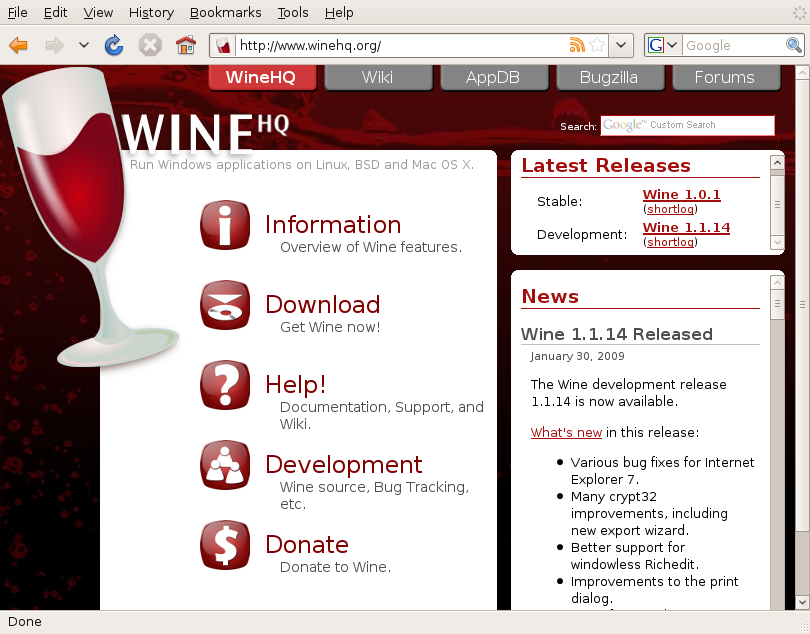 File Edit View History Bookmarks Tools Help
http://www.winehq.org/ G Google
WineHQ Wiki AppDB Bugzilla Forums
WINE HQ
Search: Google™ Custom Search
Run Windows applications on Linux, BSD and Mac OS X.
Information
Overview of Wine features.
Download
Get Wine now!
Help!
Documentation, Support, and
Wiki.
Development
Wine source, Bug Tracking,
etc.
Donate
Donate to Wine.
Latest Releases
Stable: Wine 1.0.1
(shortlog)
Development: Wine 1.1.14
(shortlog)
News
Wine 1.1.14 Released
January 30, 2009
The Wine development release
1.1.14 is now available.
What's new in this release:
Various bug fixes for Internet
Explorer 7.
Many crypt32
improvements, including
new export wizard.
Better support for
windowless Richedit.
Improvements to the print
dialog.
Done